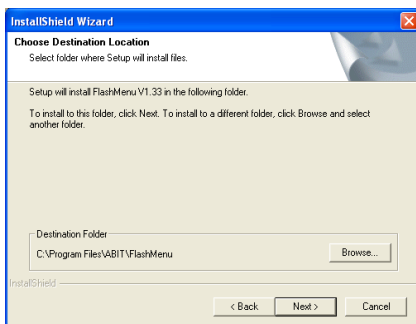 InstallShield Wizard
Choose Destination Location
Select folder where Setup will install files.
Setup will install FlashMenu V1.33 in the following folder.
To install to this folder, click Next. To install to a different folder, click Browse and select
another folder.
Destination Folder
C:\Program Files\ABIT\FlashMenu
Browse...
InstallShield
< Back
Next >
Cancel